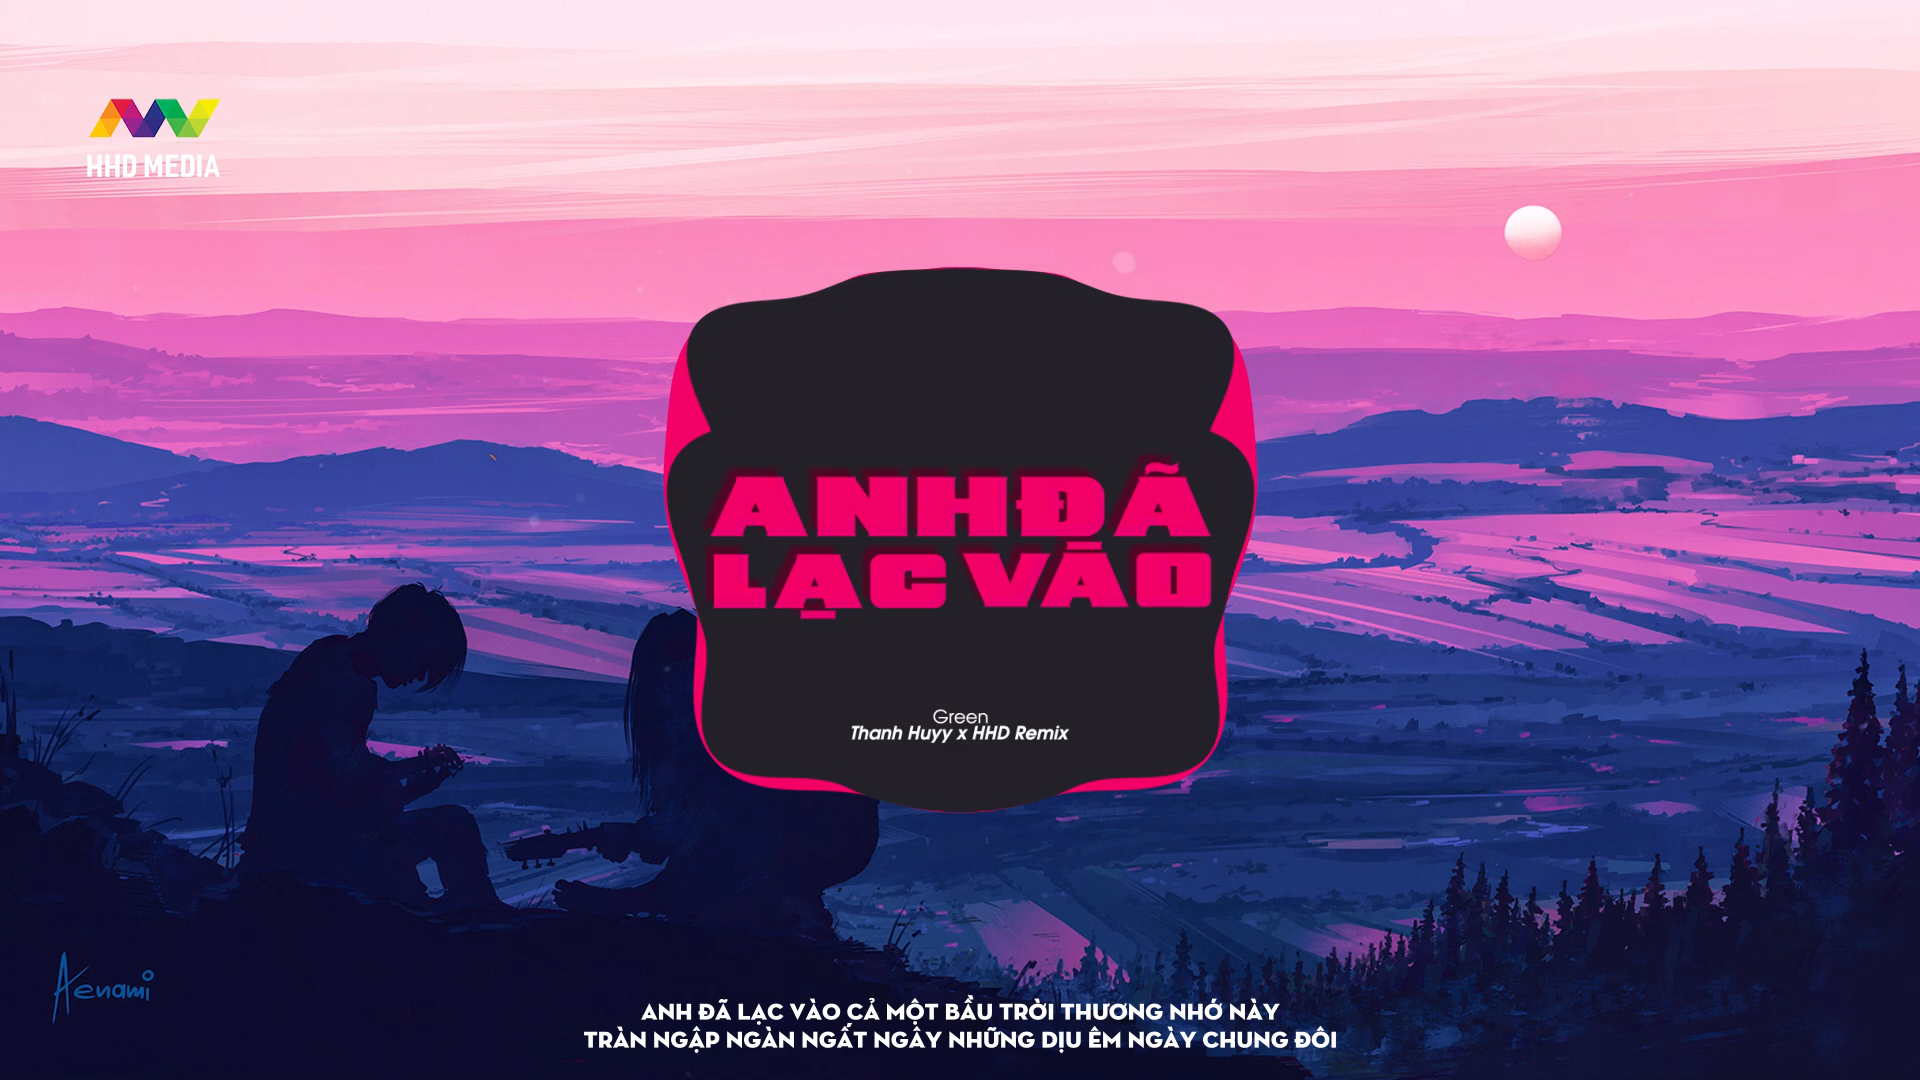 HHD MEDIA
ANH ĐÃ
LẠC VÀO
Green
Thanh Huyy x HHD Remix
Aenami
ANH ĐÃ LẠC VÀO CẢ MỘT BẦU TRỜI THƯƠNG NHỚ NÀY
TRÀN NGẬP NGÀN NGẤT NGÂY NHỮNG DỊU ÊM NGÀY CHUNG ĐÔI